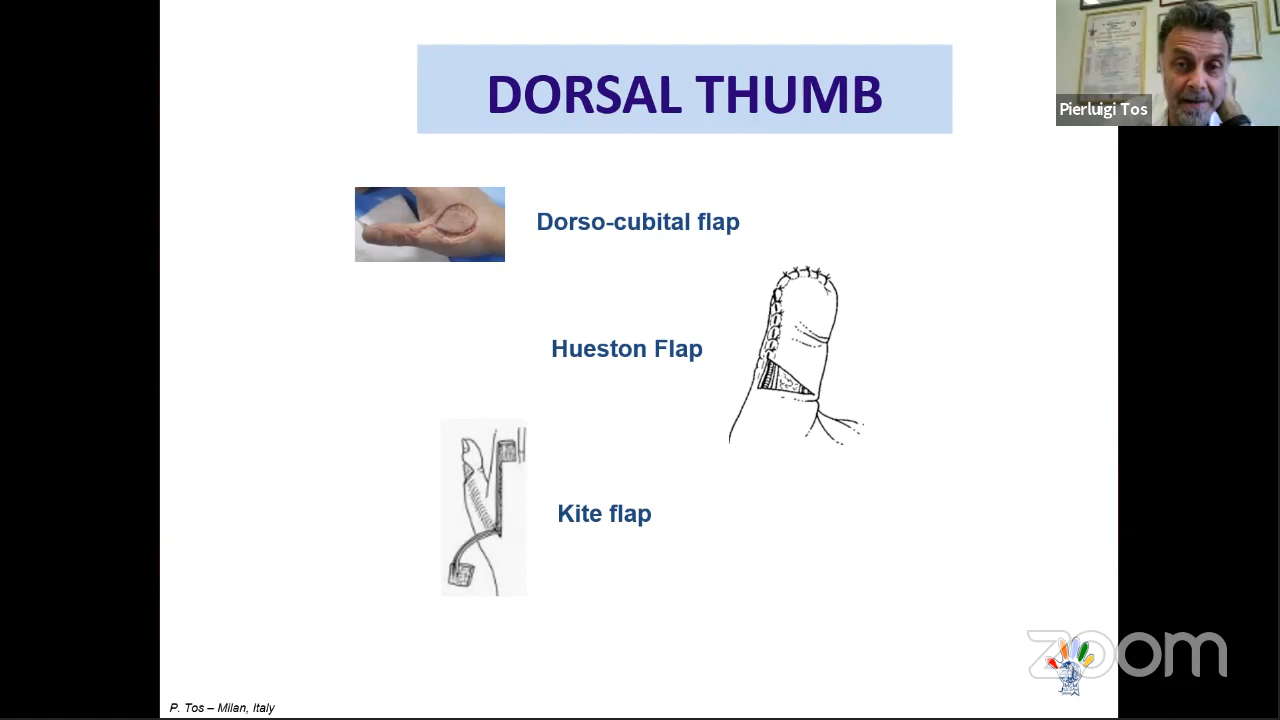 DORSAL THUMB
Pierluigi Tos
Dorso-cubital flap
Hueston Flap
Kite flap
zoom
P. Tos – Milan, Italy